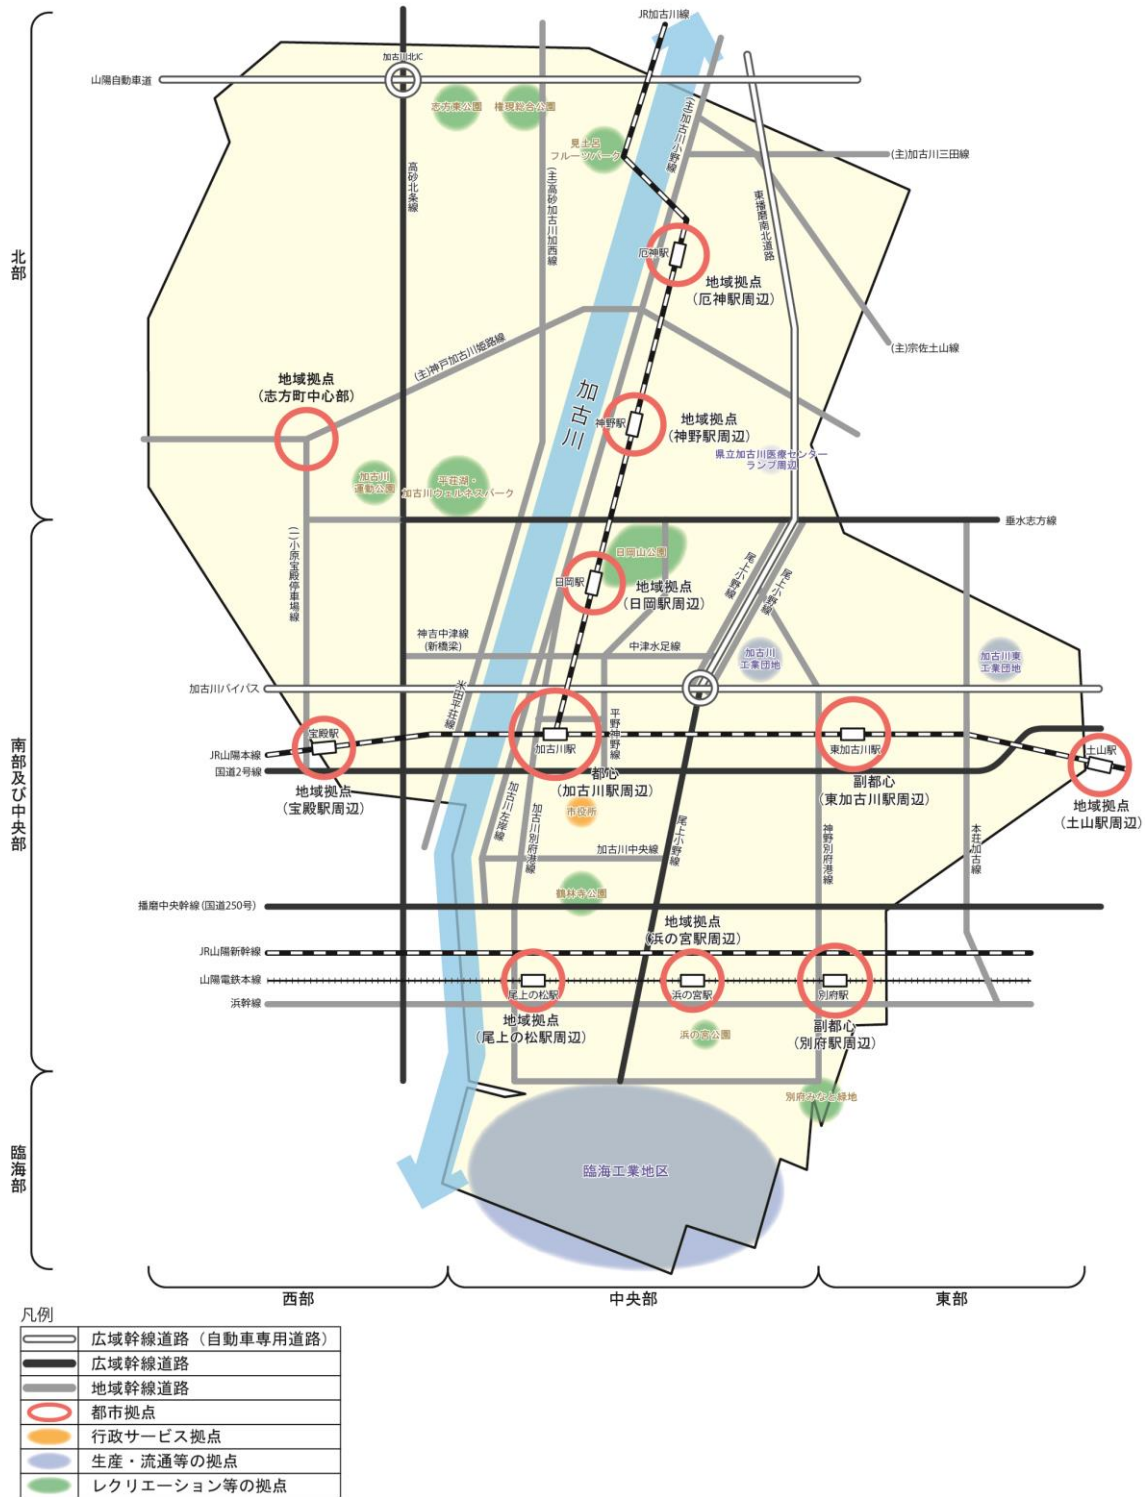 JR加古川線
加古川北IC
山陽自動車道
志方東公園
権現総合公園
見土呂
フルーツパーク
(主)加古川小野線
(主)加古川三田線
高砂北条線
(主)高砂加古川加西線
東播磨南北道路
北部
厄神駅
地域拠点
(厄神駅周辺)
(主)宗佐土山線
(主)神戸加古川姫路線
地域拠点
(志方町中心部)
加古川
神野駅
地域拠点
(神野駅周辺)
県立加古川医療センター
ランプ周辺
加古川
運動公園
平荘湖・
加古川ウェルネスパーク
垂水志方線
(一)小原宝殿停車場線
日岡山公園
尾上小野線
尾上小野線
日岡駅
地域拠点
(日岡駅周辺)
神吉中津線
(新橋梁)
中津水足線
加古川
工業団地
加古川東
工業団地
加古川バイパス
米田平荘線
平野神野線
宝殿駅
加古川駅
東加古川駅
土山駅
JR山陽本線
国道2号線
都心
(加古川駅周辺)
副都心
(東加古川駅周辺)
地域拠点
(宝殿駅周辺)
地域拠点
(土山駅周辺)
南部及び中央部
加古川左岸線
加古川別府港線
市役所
尾上小野線
神野別府港線
本荘加古線
加古川中央線
鶴林寺公園
播磨中央幹線(国道250号)
地域拠点
(浜の宮駅周辺)
JR山陽新幹線
山陽電鉄本線
尾上の松駅
浜の宮駅
別府駅
浜幹線
地域拠点
(尾上の松駅周辺)
浜の宮公園
副都心
(別府駅周辺)
別府みなと緑地
臨海部
臨海工業地区
西部
中央部
東部
凡例
広域幹線道路(自動車専用道路)
広域幹線道路
地域幹線道路
都市拠点
行政サービス拠点
生産・流通等の拠点
レクリエーション等の拠点